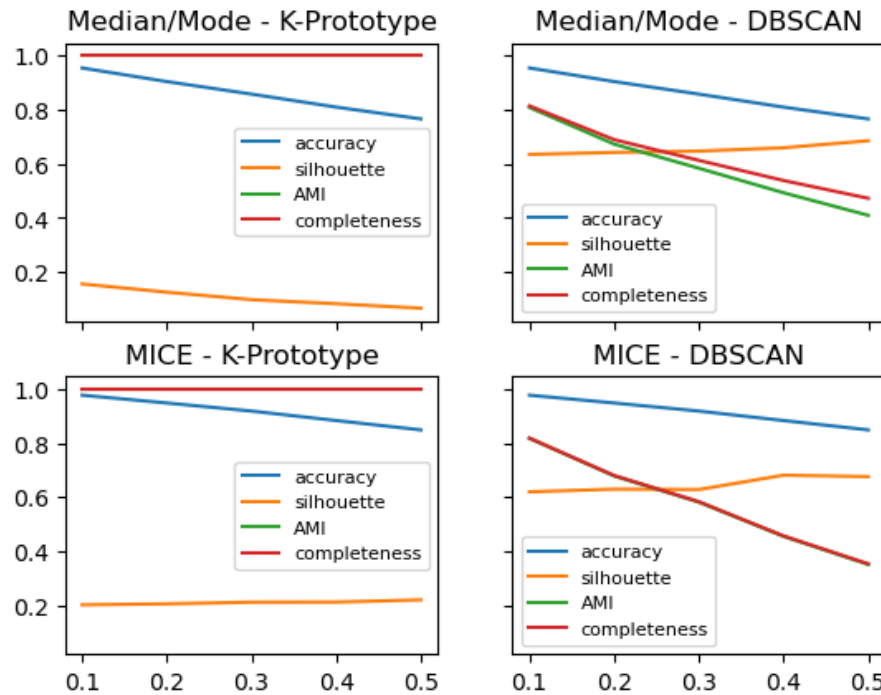 Median/Mode - K-Prototype
1.0
0.8
0.6
0.4
0.2
accuracy
silhouette
AMI
completeness
Median/Mode - DBSCAN
accuracy
silhouette
AMI
completeness
MICE - K-Prototype
1.0
0.8
0.6
0.4
0.2
accuracy
silhouette
AMI
completeness
0.1 0.2 0.3 0.4 0.5
MICE - DBSCAN
accuracy
silhouette
AMI
completeness
0.1 0.2 0.3 0.4 0.5